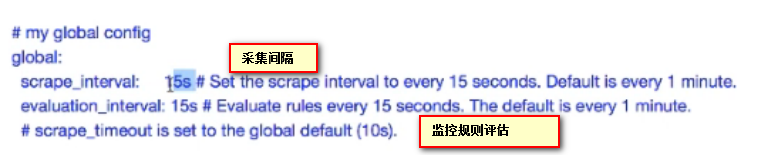 # my global config
采集间隔
global:
scrape_interval: 15s # Set the scrape interval to every 15 seconds. Default is every 1 minute.
evaluation_interval: 15s # Evaluate rules every 15 seconds. The default is every 1 minute.
# scrape_timeout is set to the global default (10s).
监控规则评估